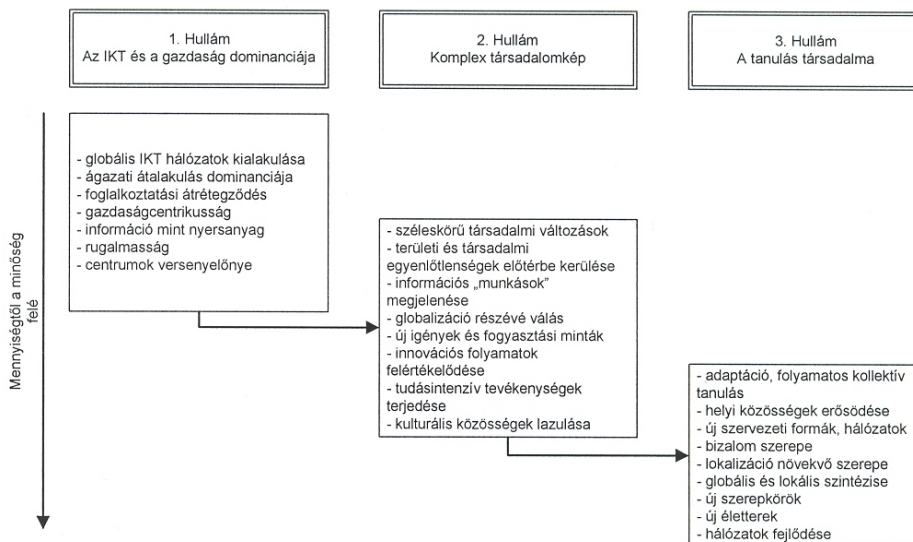 1. Hullám
Az IKT és a gazdaság dominanciája
2. Hullám
Komplex társadalomkép
3. Hullám
A tanulás társadalma
Mennyiségtől a minőség
felé
- globális IKT hálózatok kialakulása
- ágazati átalakulás dominanciája
- foglalkoztatási átrétegződés
- gazdaságcentrikusság
- információ mint nyersanyag
- rugalmasság
- centrumok versenyelőnye
- széleskörű társadalmi változások
- területi és társadalmi
egyenlőtlenségek előtérbe kerülése
- információs „munkások”
megjelenése
- globalizáció részévé válás
- új igények és fogyasztási minták
- innovációs folyamatok
felértékelődése
- tudásintenzív tevékenységek
terjedése
- kulturális közösségek lazulása
- adaptáció, folyamatos kollektív
tanulás
- helyi közösségek erősödése
- új szervezeti formák, hálózatok
- bizalom szerepe
- lokalizáció növekvő szerepe
- globális és lokális szintézise
- új szerepkörök
- új életterek
- hálózatok fejlődése